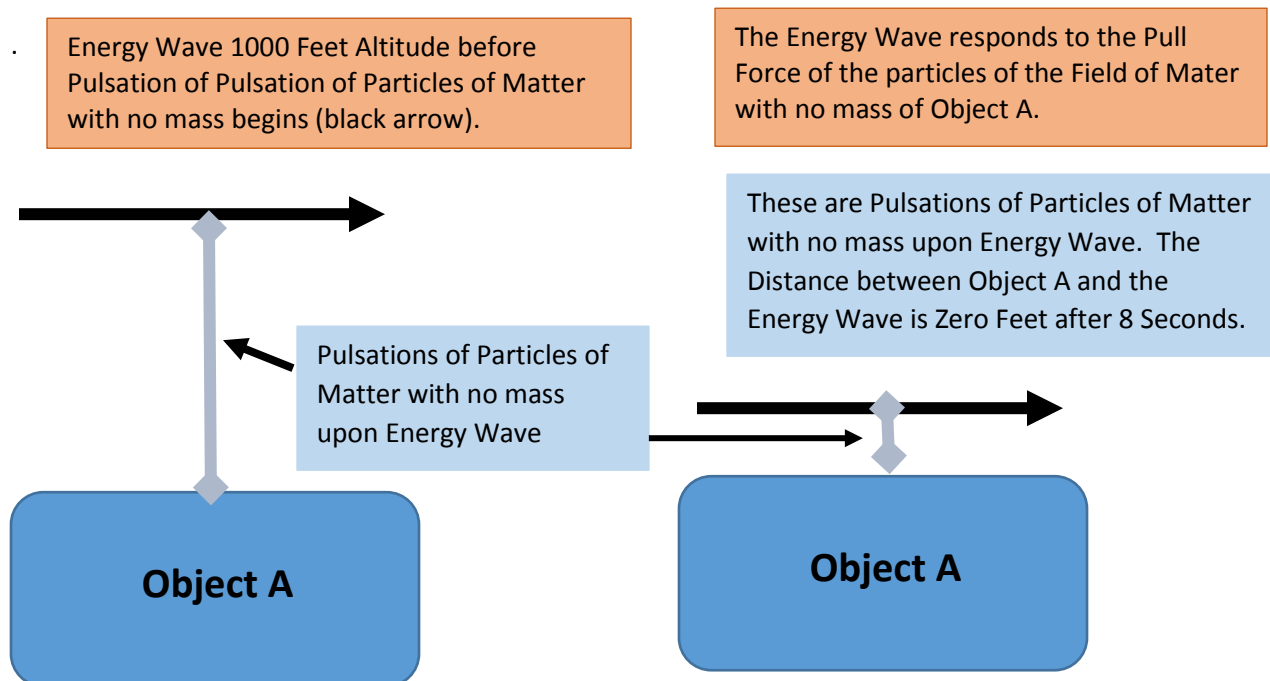 .
Energy Wave 1000 Feet Altitude before
Pulsation of Pulsation of Particles of Matter
with no mass begins (black arrow).
The Energy Wave responds to the Pull
Force of the particles of the Field of Mater
with no mass of Object A.
These are Pulsations of Particles of Matter
with no mass upon Energy Wave.  The
Distance between Object A and the
Energy Wave is Zero Feet after 8 Seconds.
Pulsations of Particles of
Matter with no mass
upon Energy Wave
Object A
Object A